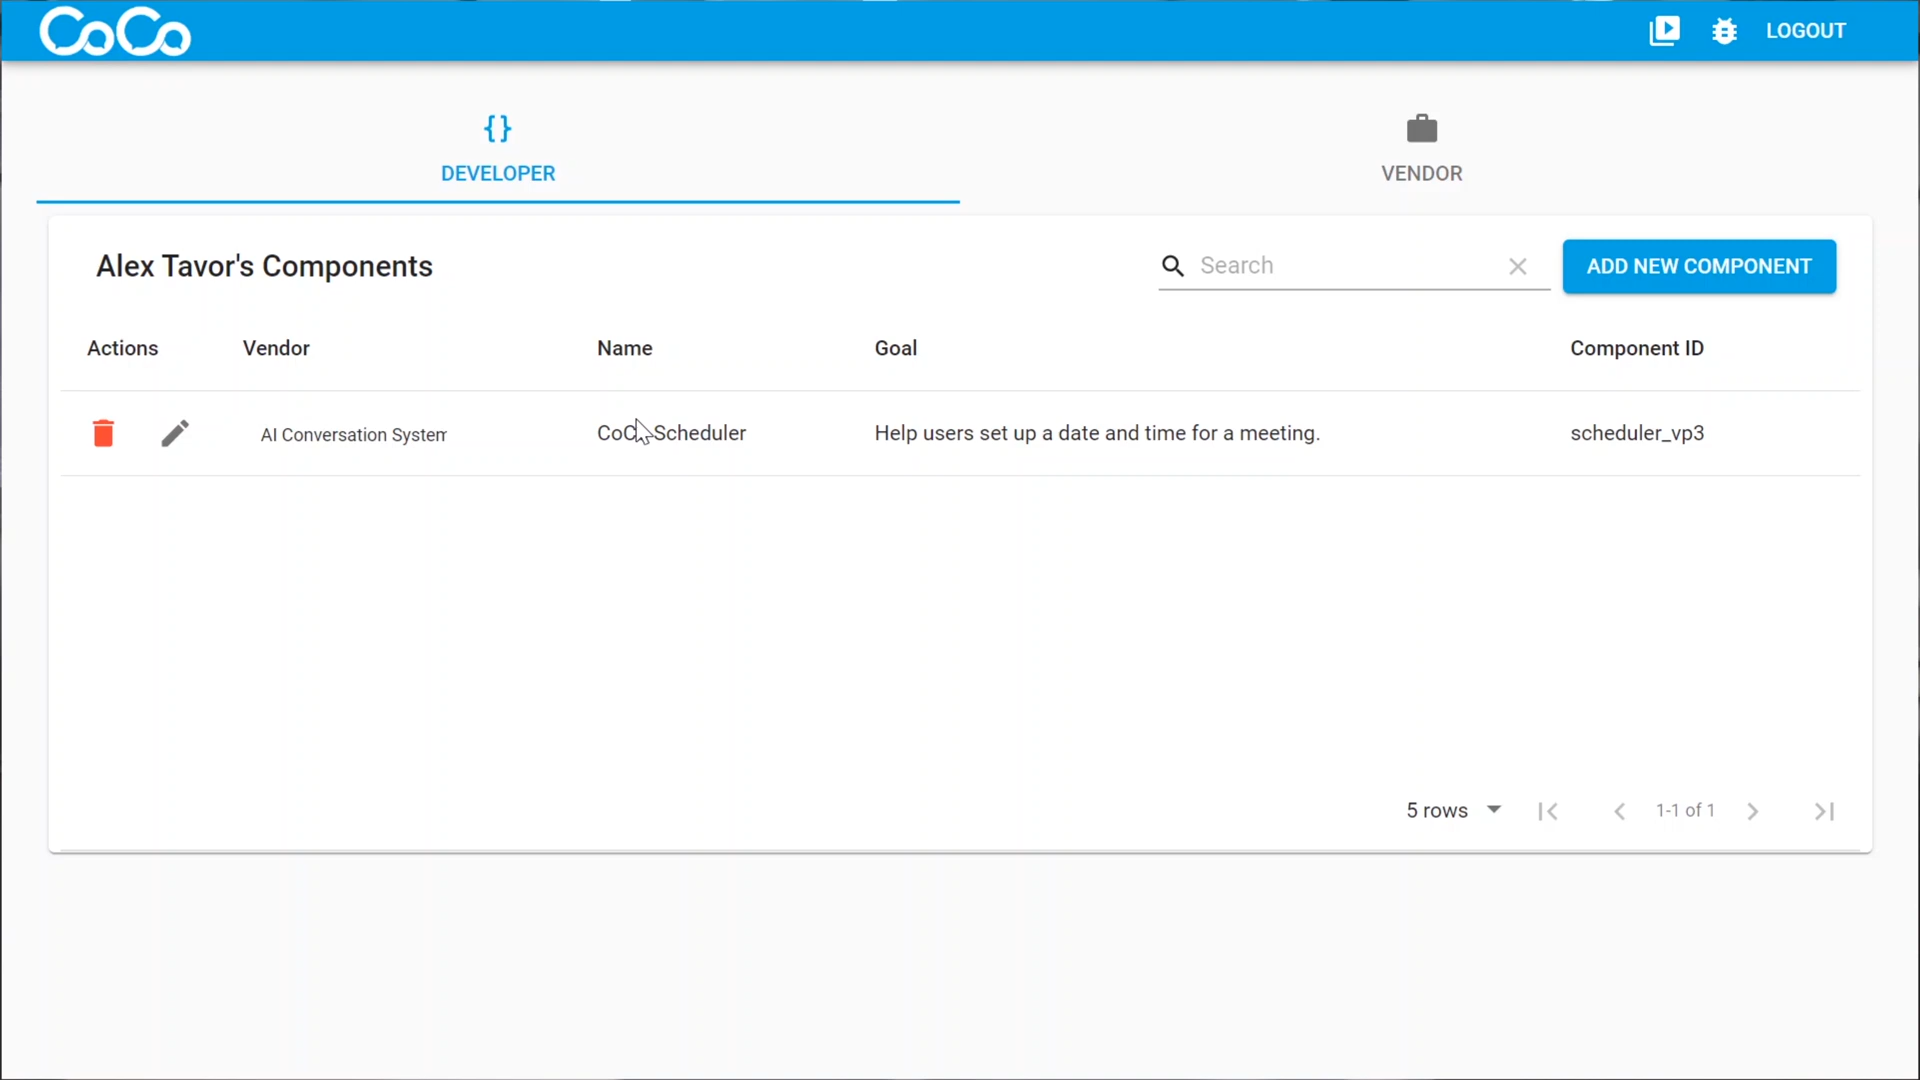 CoCo
LOGOUT
{ }
DEVELOPER
VENDOR
Alex Tavor's Components
Search
ADD NEW COMPONENT
Actions Vendor Name Goal Component ID
AI Conversation System Scheduler Help users set up a date and time for a meeting. scheduler_vp3
5 rows 1-1 of 1